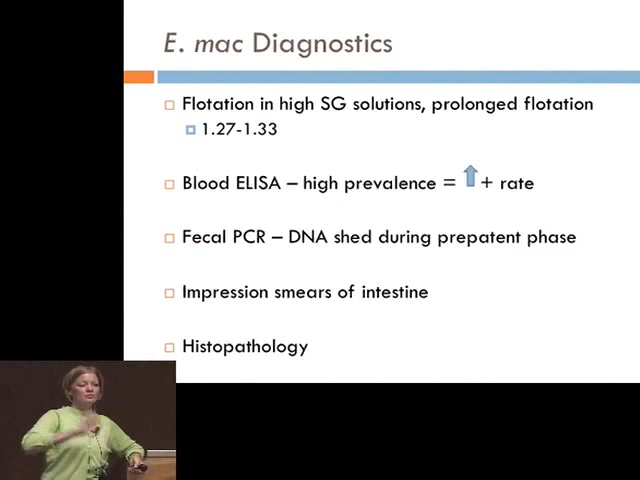 E. mac Diagnostics
Flotation in high SG solutions, prolonged flotation
1.27-1.33
Blood ELISA – high prevalence = + rate
Fecal PCR – DNA shed during prepatent phase
Impression smears of intestine
Histopathology